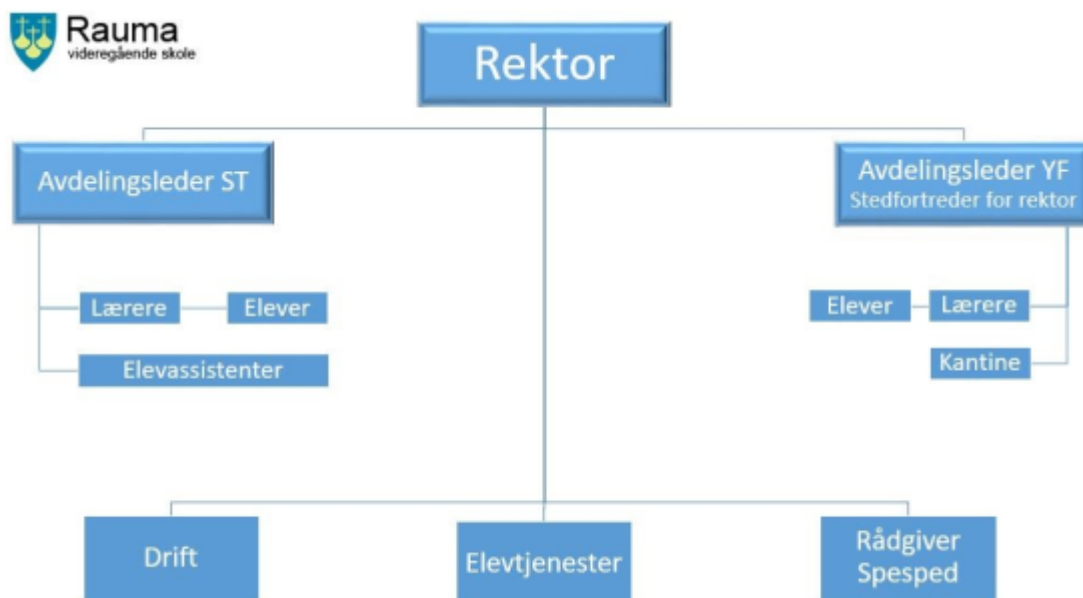 Rauma
videregående skole
Rektor
Avdelingsleder ST
Avdelingsleder YF
Stedfortreder for rektor
Lærere
Elever
Elevassistenter
Elever
Lærere
Kantine
Drift
Elevtjenester
Rådgiver
Spesped